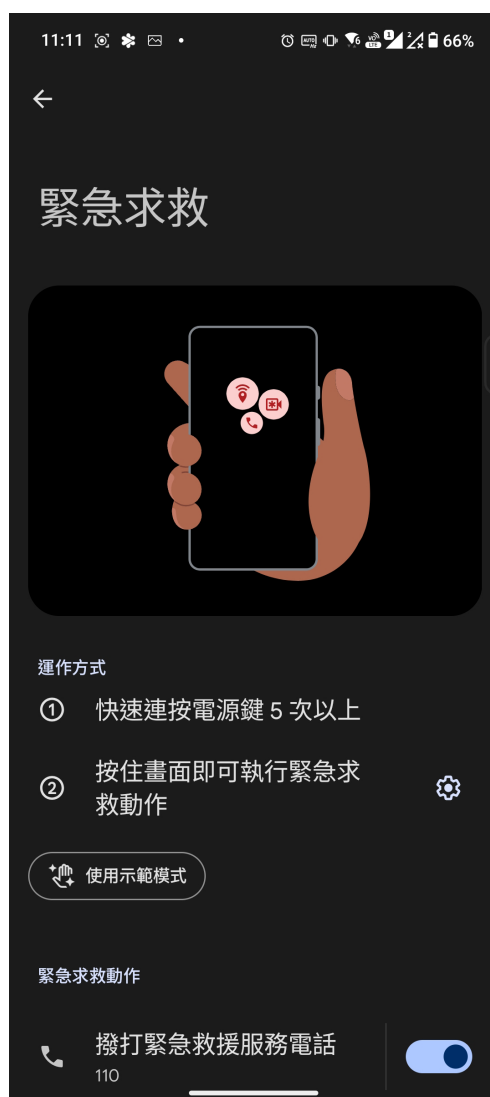 11:11 66%
緊急求救
運作方式
① 快速連按電源鍵 5 次以上
② 按住畫面即可執行緊急求
救動作
使用示範模式
緊急求救動作
撥打緊急救援服務電話
110